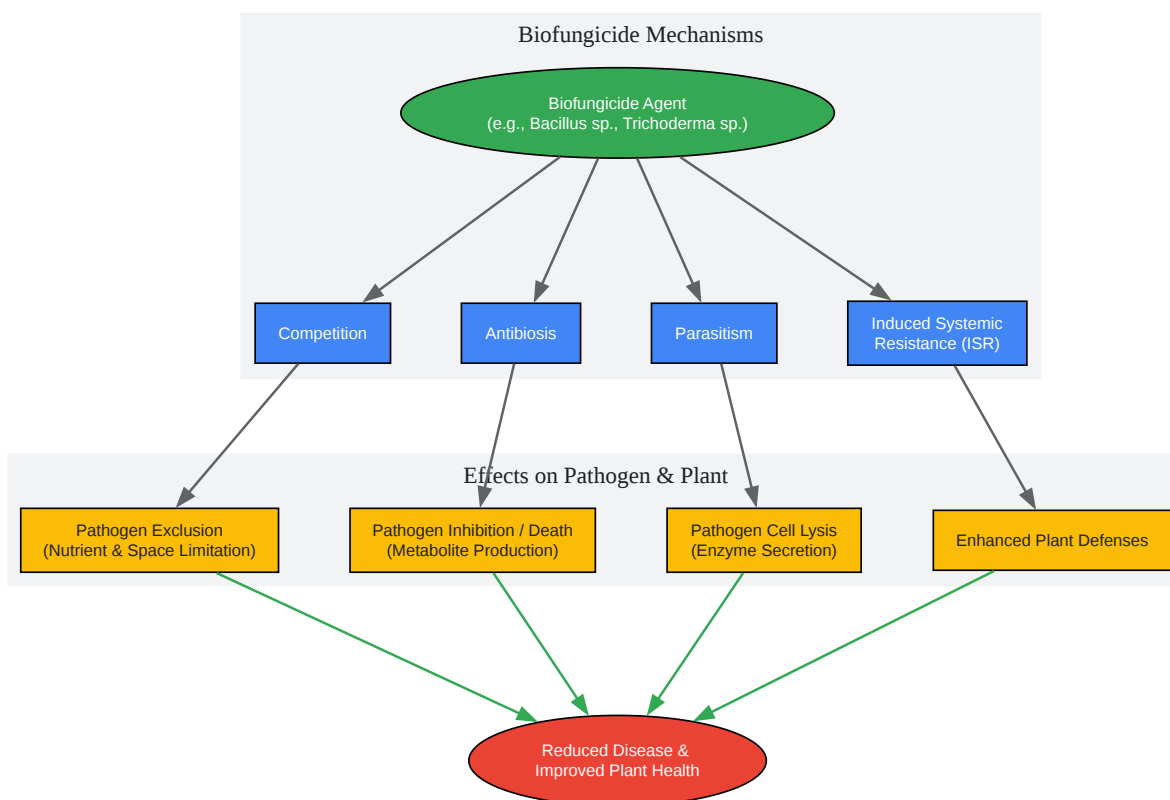 Biofungicide Mechanisms
Biofungicide Agent
(e.g., Bacillus sp., Trichoderma sp.)
Competition
Antibiosis
Parasitism
Induced Systemic
Resistance (ISR)
Effects on Pathogen & Plant
Pathogen Exclusion
(Nutrient & Space Limitation)
Pathogen Inhibition / Death
(Metabolite Production)
Pathogen Cell Lysis
(Enzyme Secretion)
Enhanced Plant Defenses
Reduced Disease &
Improved Plant Health